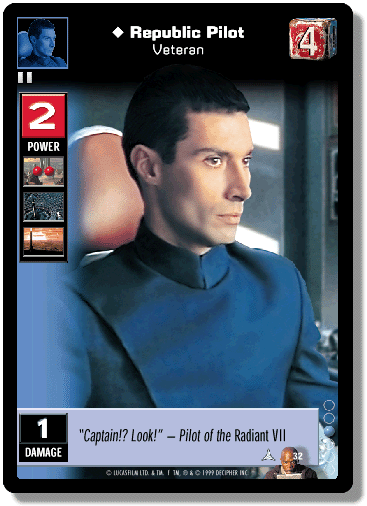 ◆ Republic Pilot
Veteran
4
2
POWER
1
DAMAGE
"Captain!? Look!" – Pilot of the Radiant VII
32
© LUCASFILM LTD. & TM. T TM, ® & © 1999 DECIPHER INC